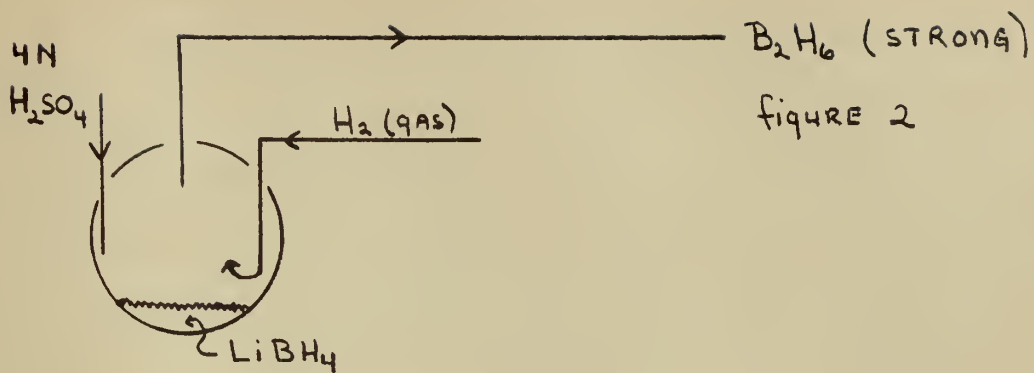 4N
H₂SO₄
B₂H₆ (STRONG)
H₂ (gAS)
figURE 2
LiBH₄